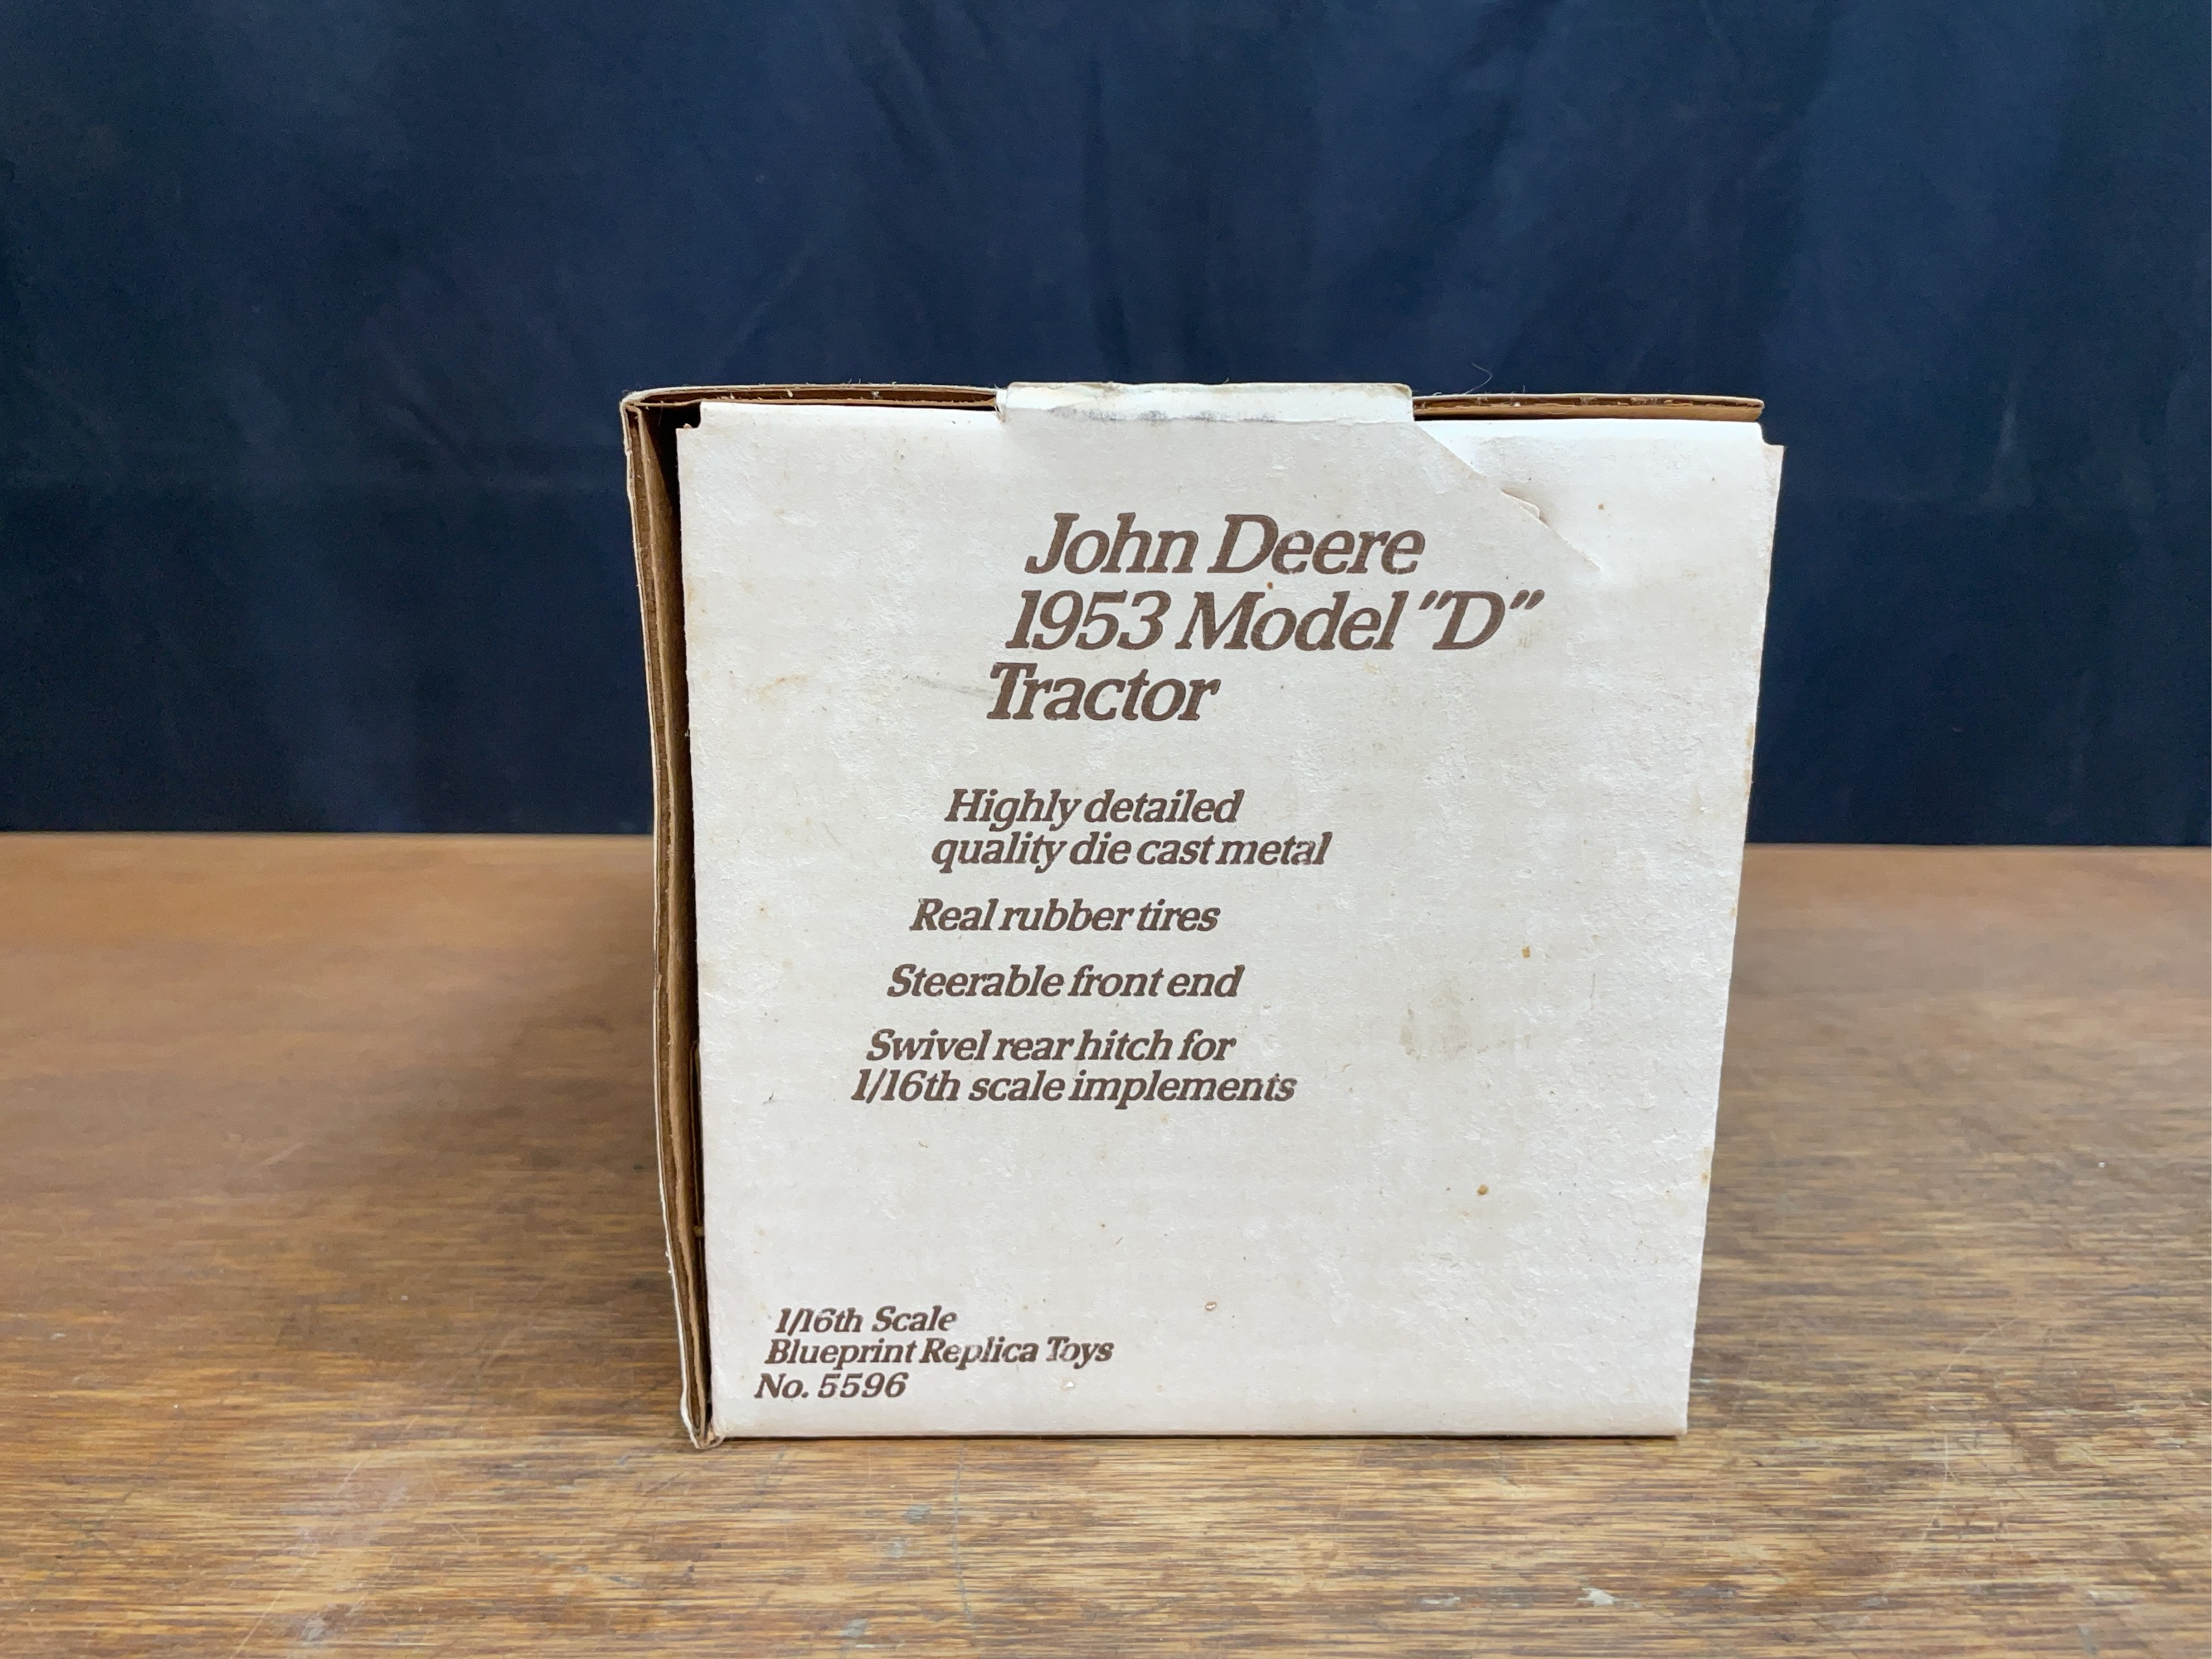 John Deere
1953 Model "D"
Tractor
Highly detailed
quality die cast metal
Real rubber tires
Steerable front end
Swivel rear hitch for
1/16th scale implements
1/16th Scale
Blueprint Replica Toys
No. 5596